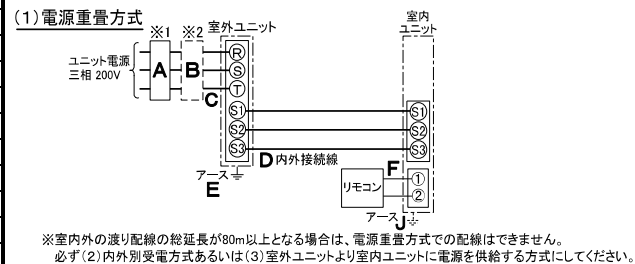 (1)電源重畳方式
※1 ※2 室外ユニット 室内
ユニット
ユニット電源
三相 200V
A B C
R
S
T
S1 S1
S2 S2
S3 S3
D 内外接続線
アース
E
F
リモコン
1
2
アース J
※室内外の渡り配線の総延長が80m以上となる場合は、電源重畳方式での配線はできません。
必ず(2)内外別受電方式あるいは(3)室外ユニットより室内ユニットに電源を供給する方式にしてください。